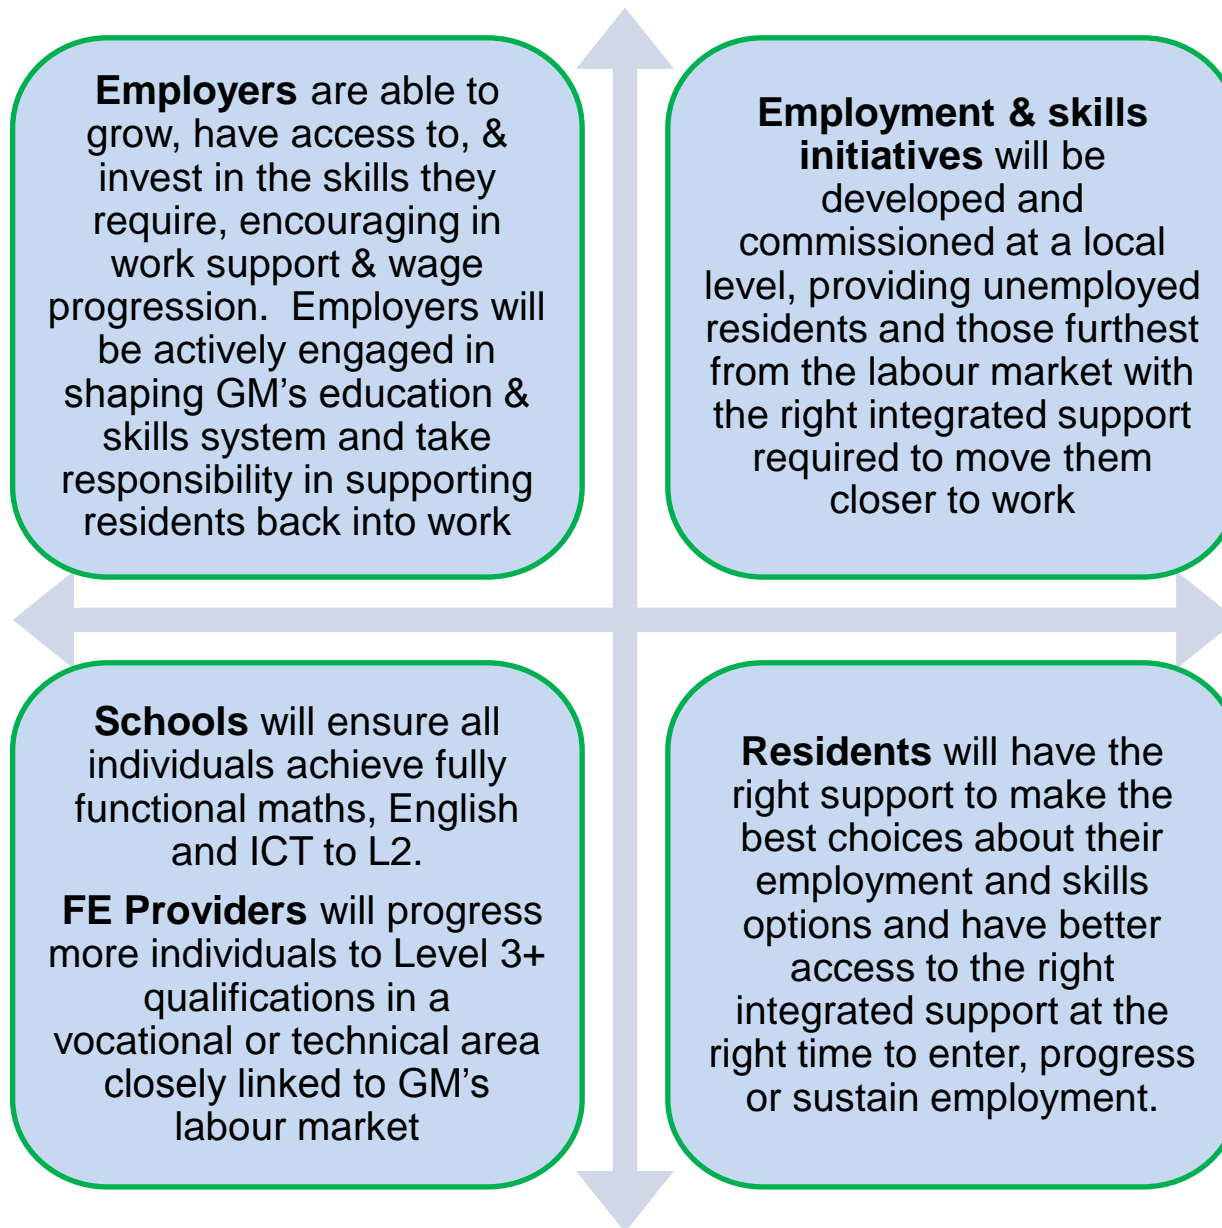 Employers are able to
grow, have access to, &
invest in the skills they
require, encouraging in
work support & wage
progression.  Employers will
be actively engaged in
shaping GM’s education &
skills system and take
responsibility in supporting
residents back into work
Employment & skills
initiatives will be
developed and
commissioned at a local
level, providing unemployed
residents and those furthest
from the labour market with
the right integrated support
required to move them
closer to work
Schools will ensure all
individuals achieve fully
functional maths, English
and ICT to L2.
FE Providers will progress
more individuals to Level 3+
qualifications in a
vocational or technical area
closely linked to GM’s
labour market
Residents will have the
right support to make the
best choices about their
employment and skills
options and have better
access to the right
integrated support at the
right time to enter, progress
or sustain employment.